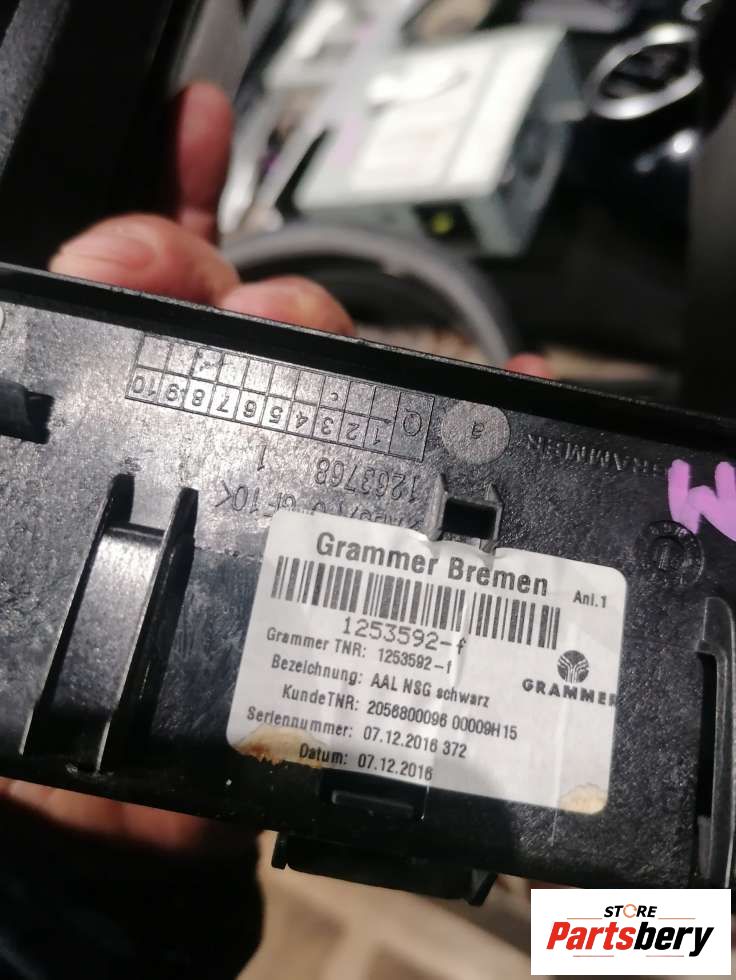 10 9 8 7 6 5 4 3 2 1 Q
a
GRAMMER
1263768 1
Grammer Bremen
Anl.1
1253592-f
Grammer TNR: 1253592-f
Bezeichnung: AAL NSG schwarz
GRAMMER
KundeTNR: 2056800096 00009H15
Seriennummer: 07.12.2016 372
Datum: 07.12.2016
STORE
Partsbery